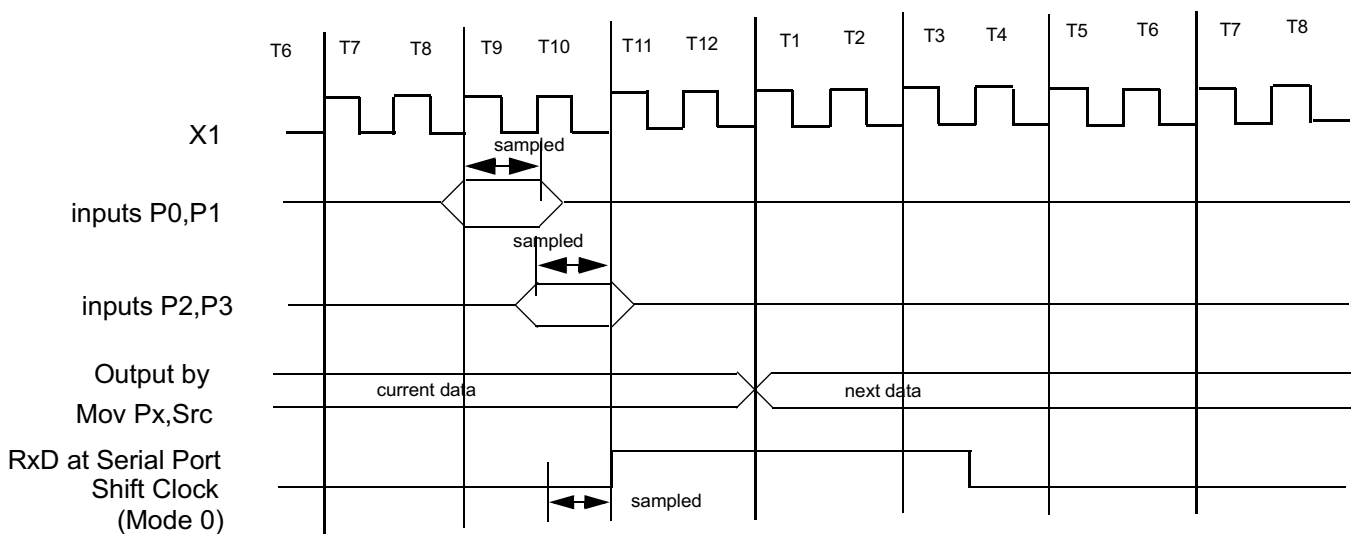 T6 T7 T8 T9 T10 T11 T12 T1 T2 T3 T4 T5 T6 T7 T8
X1
sampled
inputs P0,P1
sampled
inputs P2,P3
Output by
current data next data
Mov Px,Src
RxD at Serial Port
Shift Clock
sampled
(Mode 0)